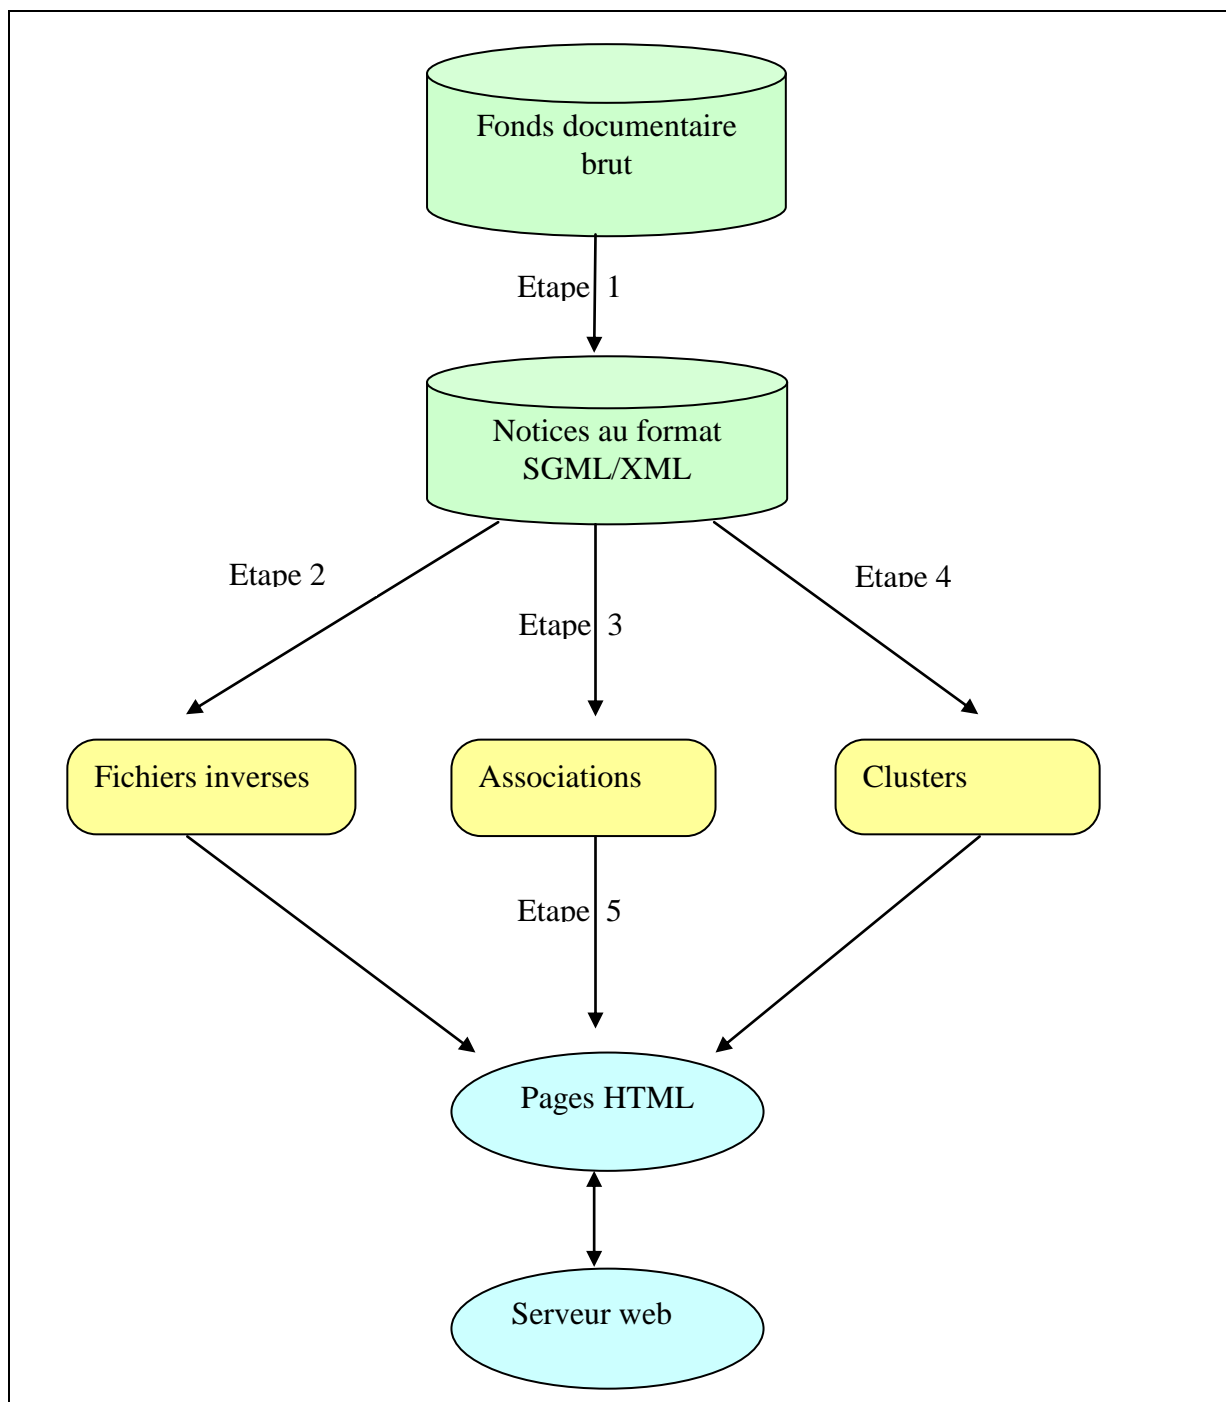 Fonds documentaire
brut
Etape 1
Notices au format
SGML/XML
Etape 2
Etape 4
Etape 3
Fichiers inverses
Associations
Clusters
Etape 5
Pages HTML
Serveur web